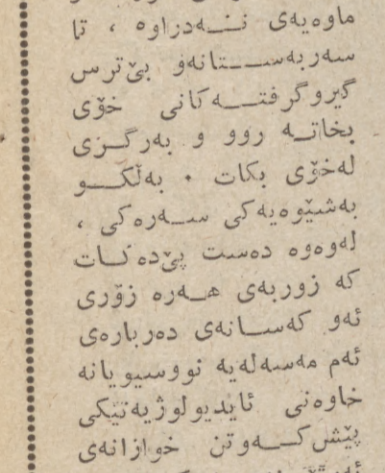 ماوەیەی نەدراوە ، تا
سەربەستانەو بێ ترس
گیروگرفتەکانی خۆی
بخاتە روو و بەرگری
لەخۆی بکات . بەڵکو
بەشێوەیەکی سەرەکی ،
لەوەوە دەست پێدەکات
کە زوربەی هەرە زۆری
ئەو کەسانەی دەربارەی
ئەم مەسەلەیە نووسیویانە
خاوەنی ئایدیولوژیەتێکی
پێشکەوتن خوازانەی